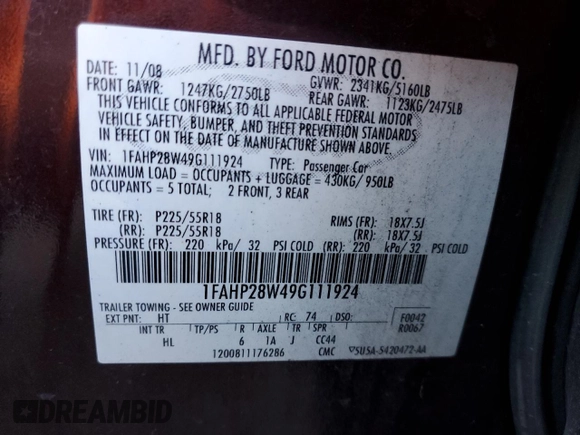 MFD. BY FORD MOTOR CO.
DATE: 11/08 GVWR: 2341KG/5160LB
FRONT GAWR: 1247KG/2750LB REAR GAWR: 1123KG/2475LB
THIS VEHICLE CONFORMS TO ALL APPLICABLE FEDERAL MOTOR
VEHICLE SAFETY, BUMPER, AND THEFT PREVENTION STANDARDS
IN EFFECT ON THE DATE OF MANUFACTURE SHOWN ABOVE.
VIN: 1FAHP28W49G111924 TYPE: Passenger Car
MAXIMUM LOAD = OCCUPANTS + LUGGAGE = 430KG/ 950LB
OCCUPANTS = 5 TOTAL; 2 FRONT, 3 REAR
TIRE (FR): P225/55R18 RIMS (FR): 18X7.5J
(RR): P225/55R18 (RR): 18X7.5J
PRESSURE (FR): 220 kPa/ 32 PSI COLD (RR): 220 kPa/ 32 PSI COLD
1FAHP28W49G111924
TRAILER TOWING - SEE OWNER GUIDE
EXT PNT: HT RC: 74 DSO: F0042
R0067
INT TR TP/PS R AXLE TR SPR
HL 6 1A J CC44
1200811176286 CMC 5U5A-5420472-AA
DREAMBID